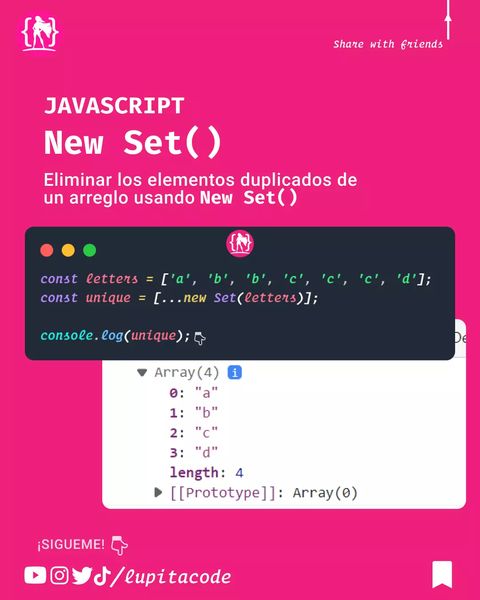 Share with friends
JAVASCRIPT
New Set()
Eliminar los elementos duplicados de
un arreglo usando New Set()
const letters = ['a', 'b', 'b', 'c', 'c', 'c', 'd'];
const unique = [...new Set(letters)];
console.log(unique);
De
Array(4) i
0: "a"
1: "b"
2: "c"
3: "d"
length: 4
[[Prototype]]: Array(0)
¡SIGUEME!
/lupitacode